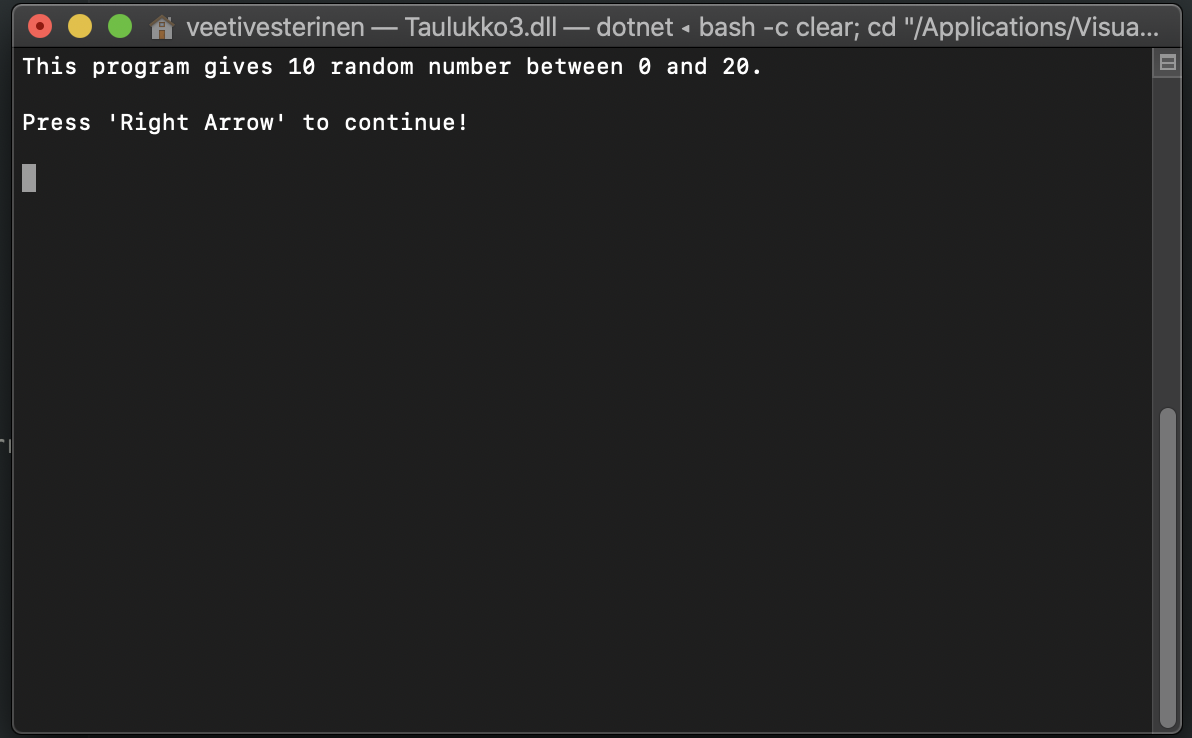 veetivesterinen — Taulukko3.dll — dotnet ◂ bash -c clear; cd "/Applications/Visua...
This program gives 10 random number between 0 and 20.
Press 'Right Arrow' to continue!